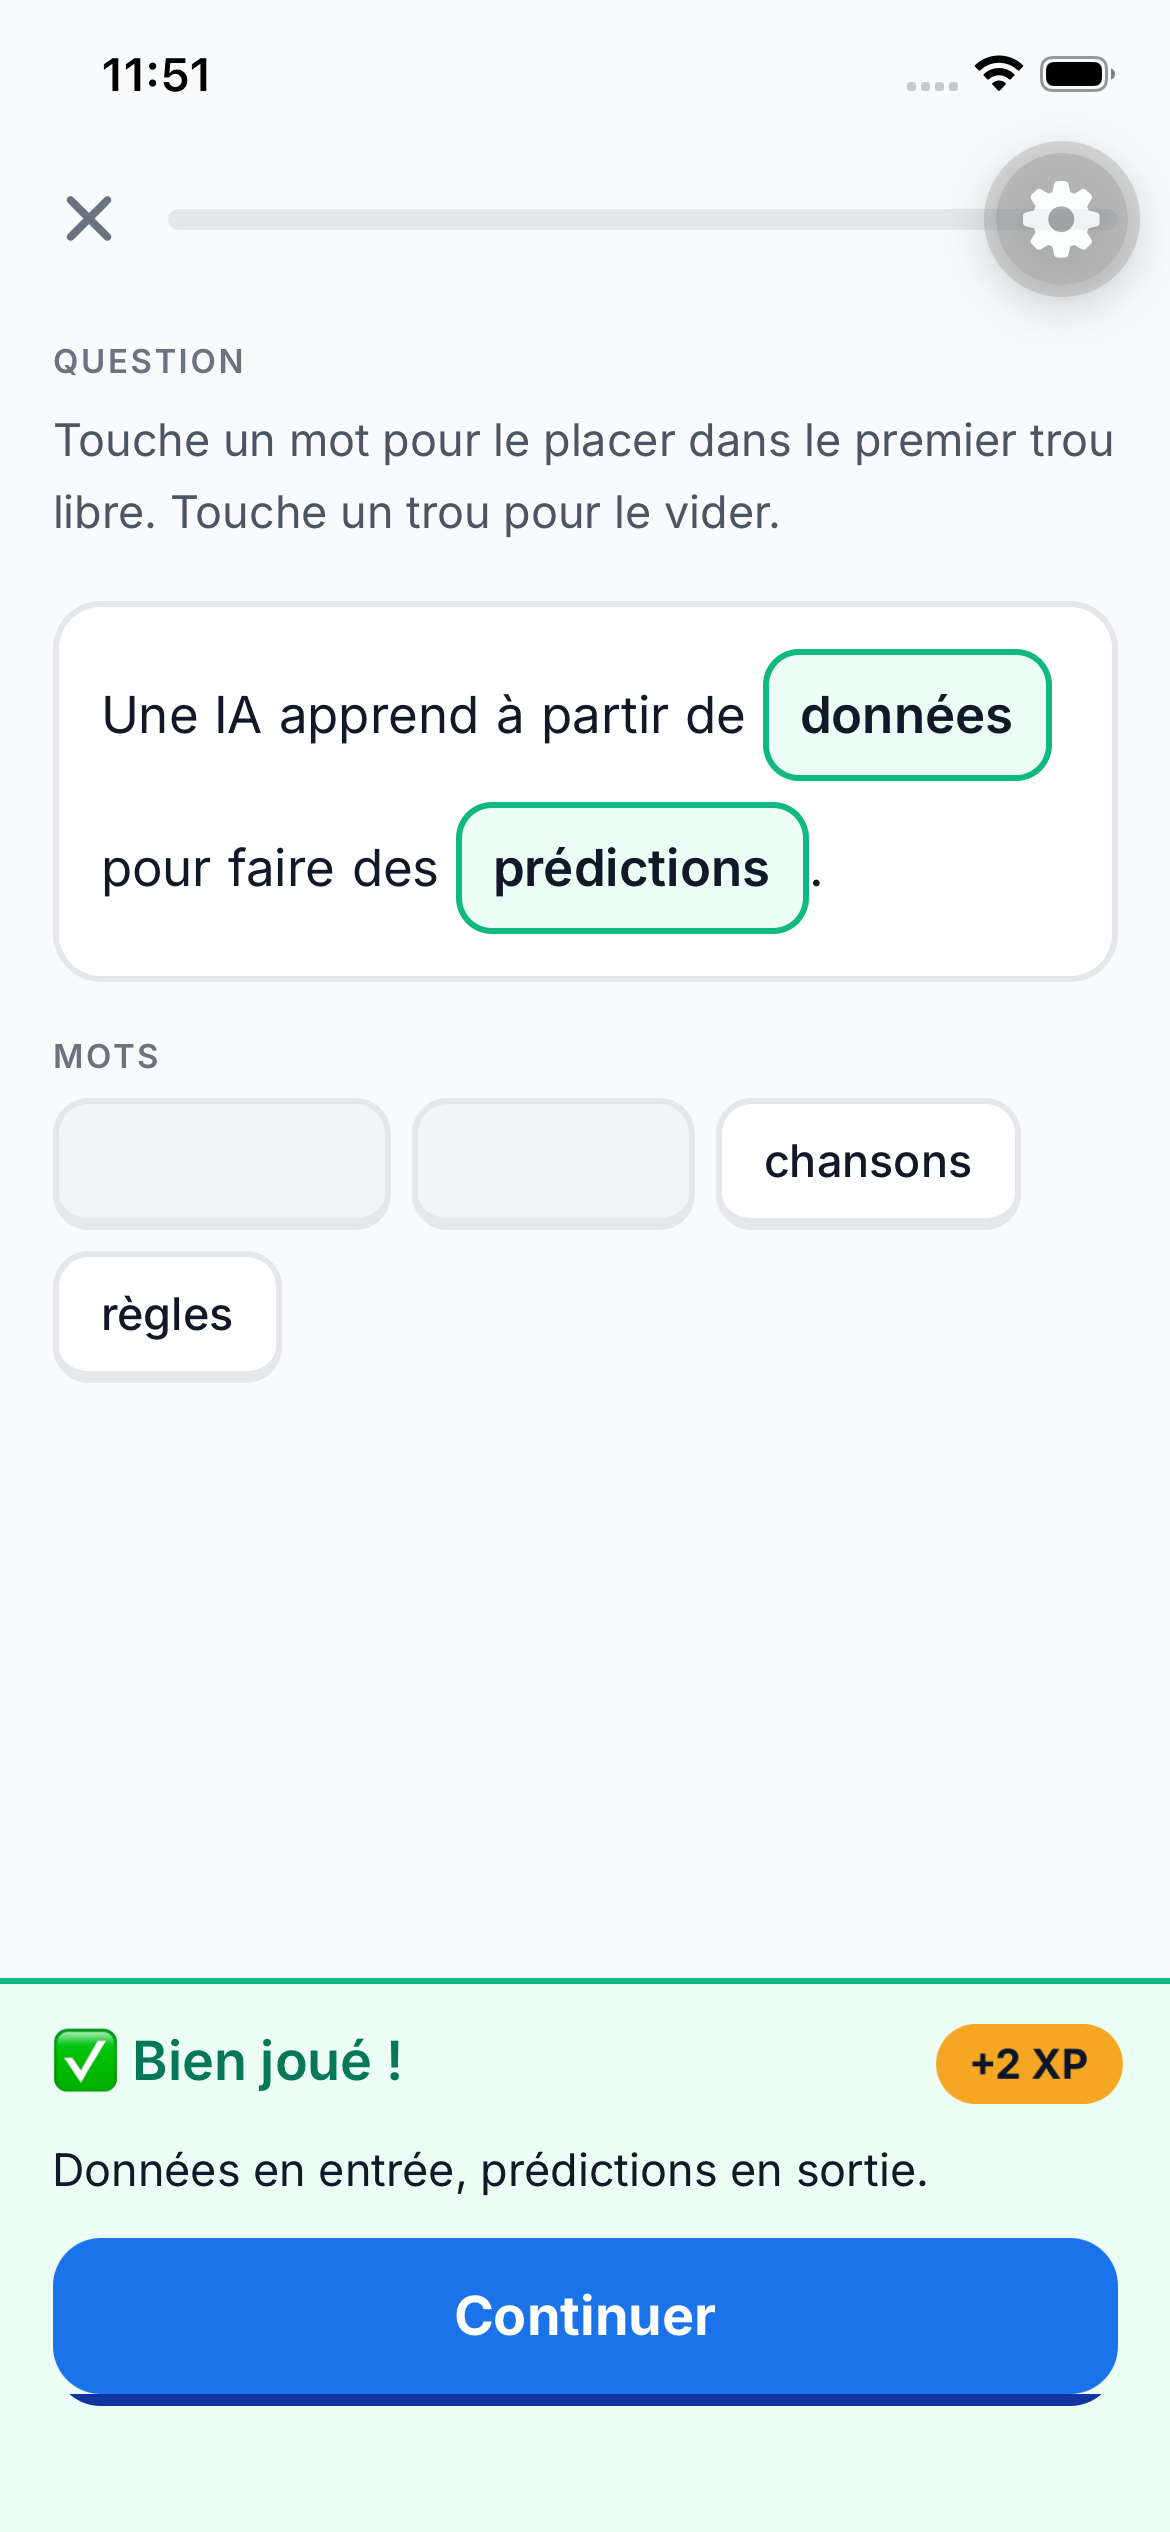 11:51
QUESTION
Touche un mot pour le placer dans le premier trou
libre. Touche un trou pour le vider.
Une IA apprend à partir de données
pour faire des prédictions.
MOTS
chansons
règles
✅ Bien joué !
+2 XP
Données en entrée, prédictions en sortie.
Continuer